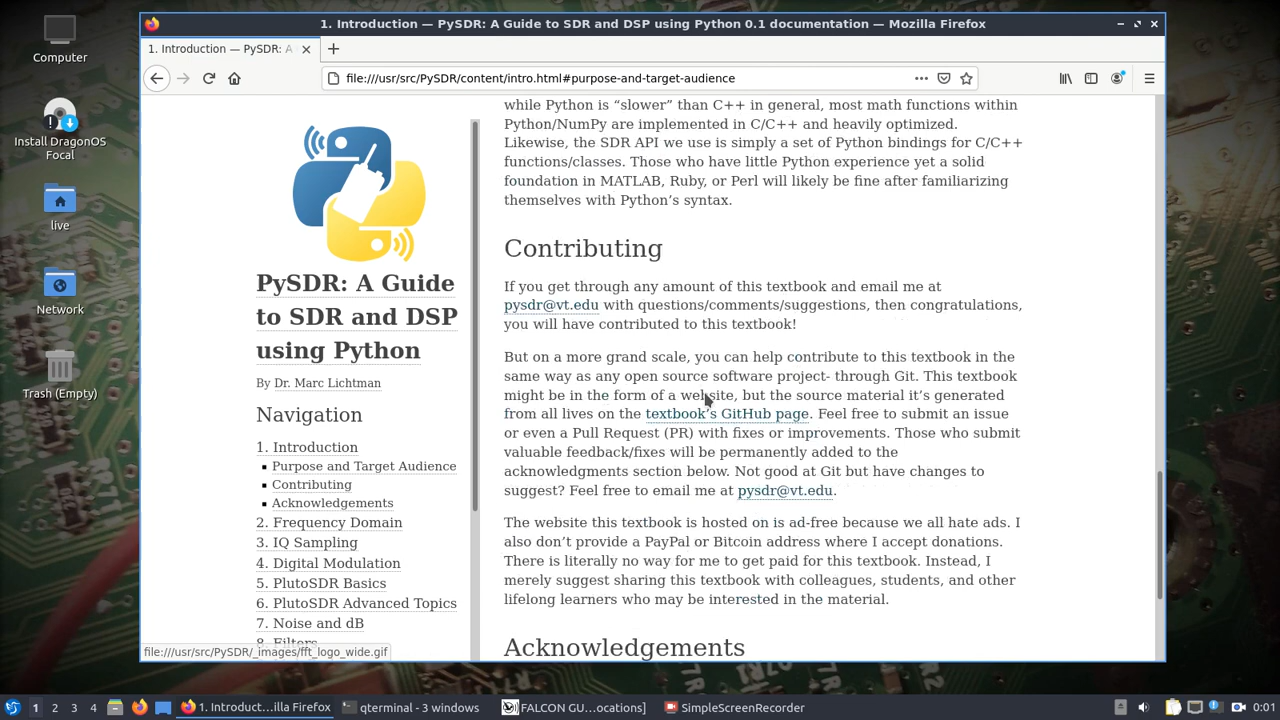 Computer
Install DragonOS
Focal
live
Network
Trash (Empty)
1. Introduction — PySDR: A Guide to SDR and DSP using Python 0.1 documentation — Mozilla Firefox
1. Introduction — PySDR: A
file:///usr/src/PySDR/content/intro.html#purpose-and-target-audience
PySDR: A Guide
to SDR and DSP
using Python
By Dr. Marc Lichtman
Navigation
1. Introduction
Purpose and Target Audience
Contributing
Acknowledgements
2. Frequency Domain
3. IQ Sampling
4. Digital Modulation
5. PlutoSDR Basics
6. PlutoSDR Advanced Topics
7. Noise and dB
8. Filters
file:///usr/src/PySDR/_images/fft_logo_wide.gif
while Python is “slower” than C++ in general, most math functions within
Python/NumPy are implemented in C/C++ and heavily optimized.
Likewise, the SDR API we use is simply a set of Python bindings for C/C++
functions/classes. Those who have little Python experience yet a solid
foundation in MATLAB, Ruby, or Perl will likely be fine after familiarizing
themselves with Python’s syntax.
Contributing
If you get through any amount of this textbook and email me at
pysdr@vt.edu with questions/comments/suggestions, then congratulations,
you will have contributed to this textbook!
But on a more grand scale, you can help contribute to this textbook in the
same way as any open source software project- through Git. This textbook
might be in the form of a website, but the source material it’s generated
from all lives on the textbook’s GitHub page. Feel free to submit an issue
or even a Pull Request (PR) with fixes or improvements. Those who submit
valuable feedback/fixes will be permanently added to the
acknowledgments section below. Not good at Git but have changes to
suggest? Feel free to email me at pysdr@vt.edu.
The website this textbook is hosted on is ad-free because we all hate ads. I
also don’t provide a PayPal or Bitcoin address where I accept donations.
There is literally no way for me to get paid for this textbook. Instead, I
merely suggest sharing this textbook with colleagues, students, and other
lifelong learners who may be interested in the material.
Acknowledgements
1 2 3 4 1. Introduct...illa Firefox qterminal - 3 windows FALCON GU...ocations] SimpleScreenRecorder 0:01